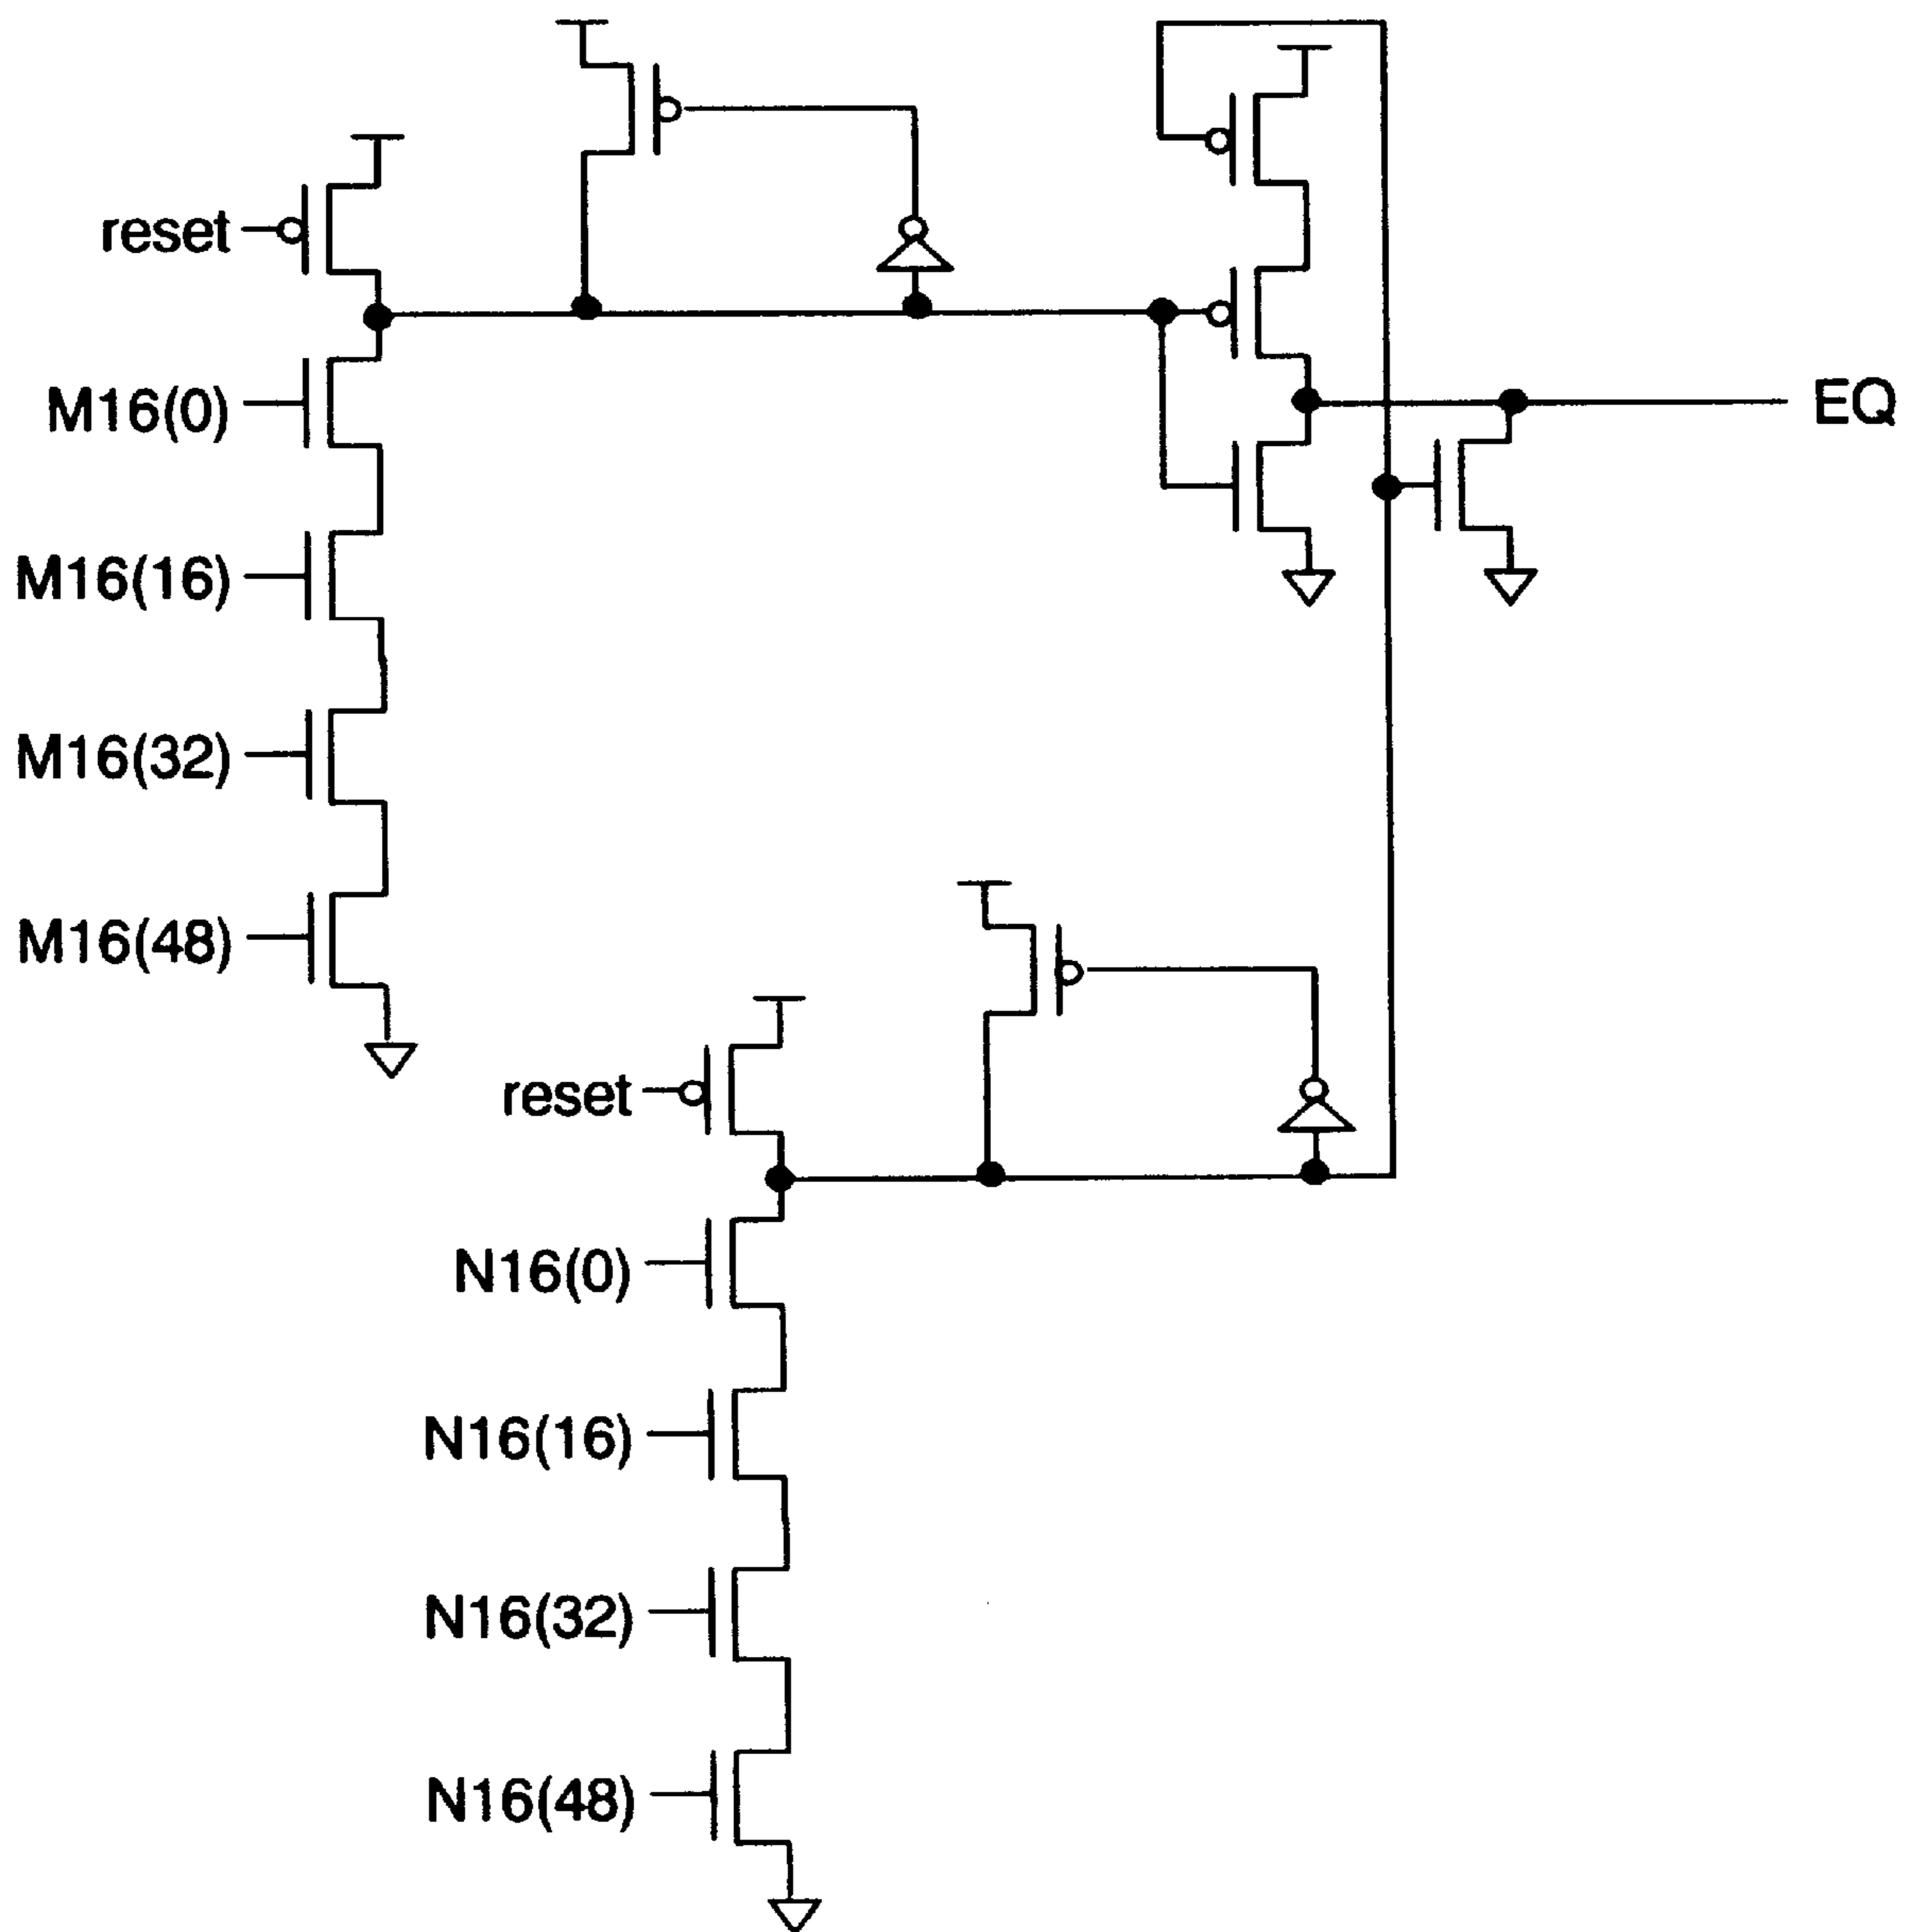 reset
M16(0)
EQ
M16(16)
M16(32)
M16(48)
reset
N16(0)
N16(16)
N16(32)
N16(48)